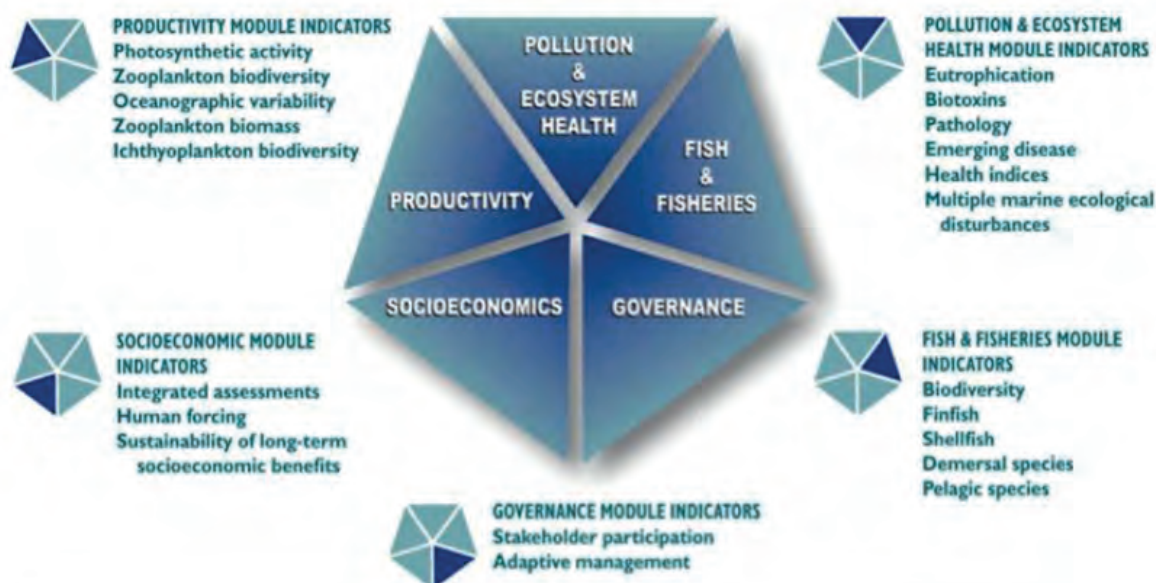 PRODUCTIVITY MODULE INDICATORS
Photosynthetic activity
Zooplankton biodiversity
Oceanographic variability
Zooplankton biomass
Ichthyoplankton biodiversity
POLLUTION
&
ECOSYSTEM
HEALTH
PRODUCTIVITY
FISH
&
FISHERIES
SOCIOECONOMICS
GOVERNANCE
POLLUTION & ECOSYSTEM
HEALTH MODULE INDICATORS
Eutrophication
Biotoxins
Pathology
Emerging disease
Health indices
Multiple marine ecological
disturbances
SOCIOECONOMIC MODULE
INDICATORS
Integrated assessments
Human forcing
Sustainability of long-term
socioeconomic benefits
FISH & FISHERIES MODULE
INDICATORS
Biodiversity
Finfish
Shellfish
Demersal species
Pelagic species
GOVERNANCE MODULE INDICATORS
Stakeholder participation
Adaptive management